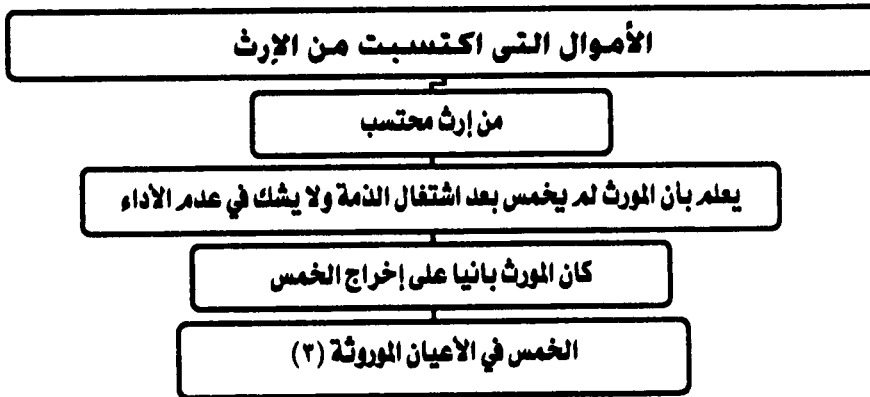 الأموال التى اكتسبت من الإرث
من إرث محتسب
يعلم بأن المورث لم يخمس بعد اشتغال الذمة ولا يشك في عدم الأداء
كان المورث بانيا على إخراج الخمس
الخمس في الأعيان الموروثة (٣)